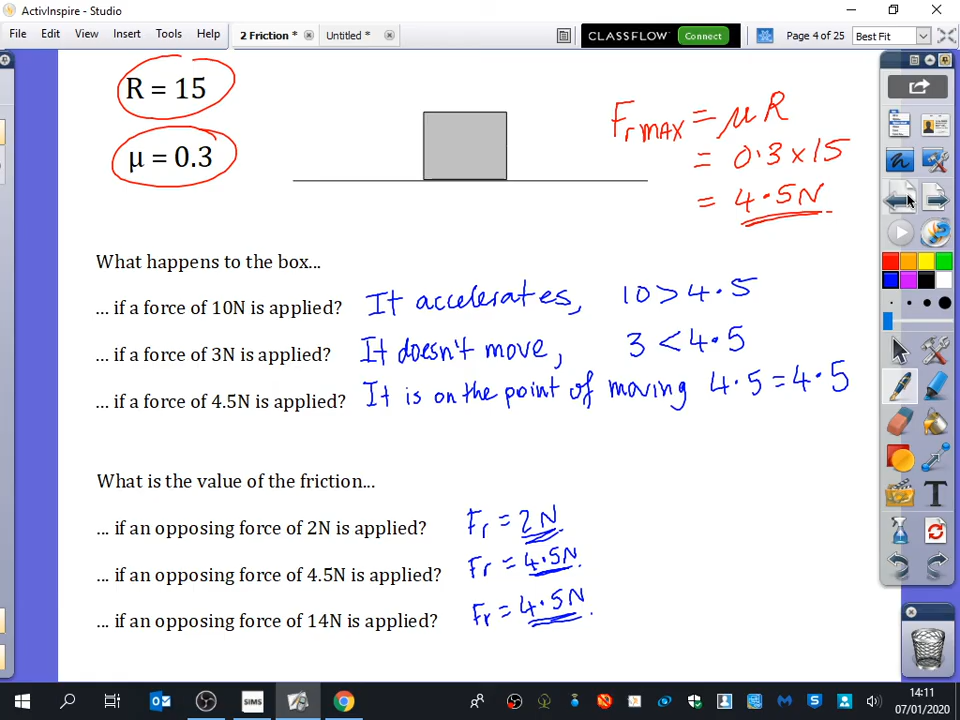 ActivInspire - Studio
File Edit View Insert Tools Help 2 Friction * Untitled * CLASSFLOW Connect Page 4 of 25 Best Fit
R = 15
μ = 0.3
Fr MAX = μR
= 0.3 × 15
= 4.5N
What happens to the box...
... if a force of 10N is applied? It accelerates, 10 > 4.5
... if a force of 3N is applied? It doesn't move, 3 < 4.5
... if a force of 4.5N is applied? It is on the point of moving 4.5 = 4.5
What is the value of the friction...
... if an opposing force of 2N is applied? Fr = 2N
... if an opposing force of 4.5N is applied? Fr = 4.5N
... if an opposing force of 14N is applied? Fr = 4.5N
SIMS
14:11
07/01/2020